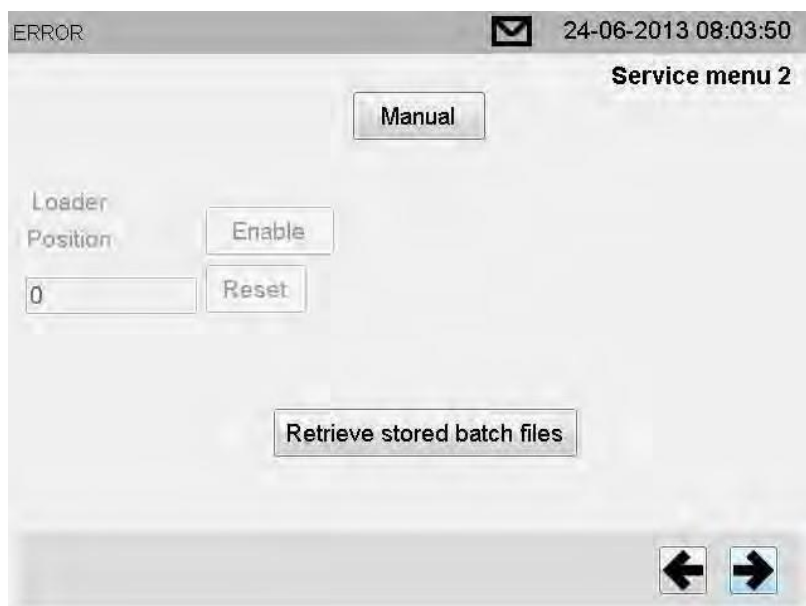 ERROR
24-06-2013 08:03:50
Service menu 2
Manual
Loader
Position
Enable
0
Reset
Retrieve stored batch files